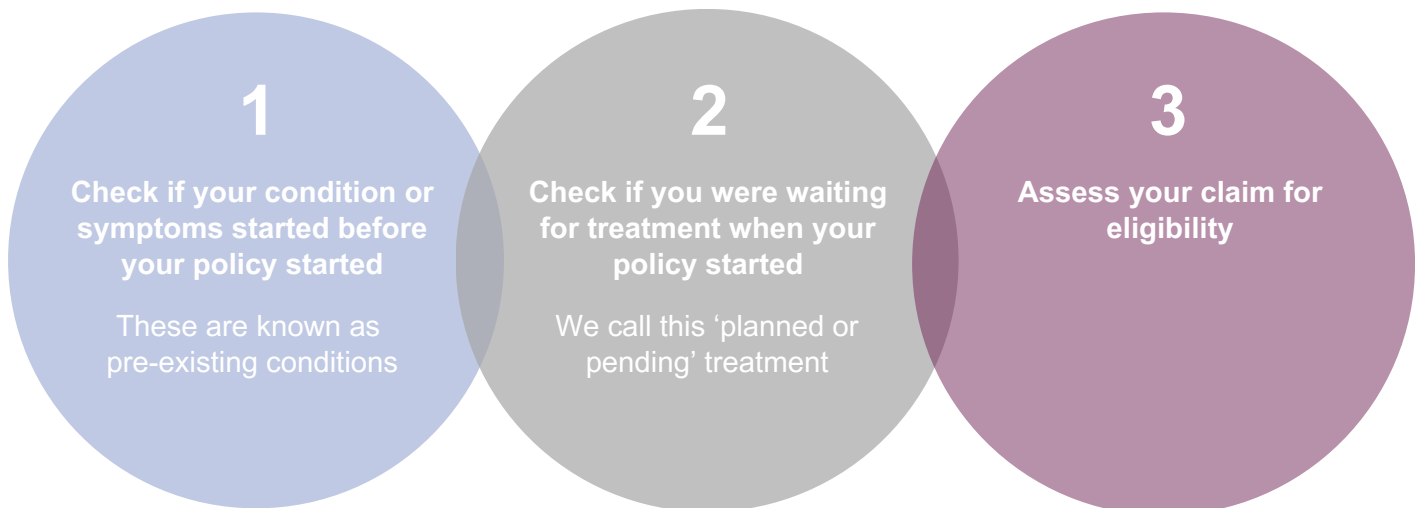 1
Check if your condition or
symptoms started before
your policy started
These are known as
pre-existing conditions
2
Check if you were waiting
for treatment when your
policy started
We call this ‘planned or
pending’ treatment
3
Assess your claim for
eligibility